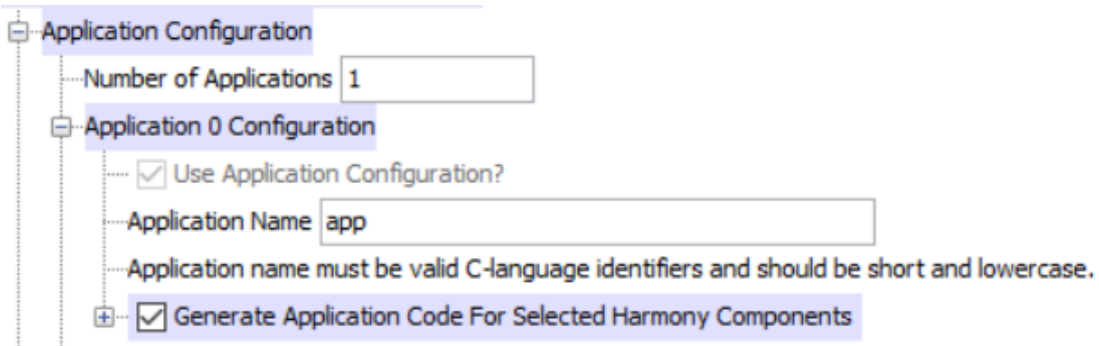 Application Configuration
Number of Applications 1
Application 0 Configuration
Use Application Configuration?
Application Name app
Application name must be valid C-language identifiers and should be short and lowercase.
Generate Application Code For Selected Harmony Components